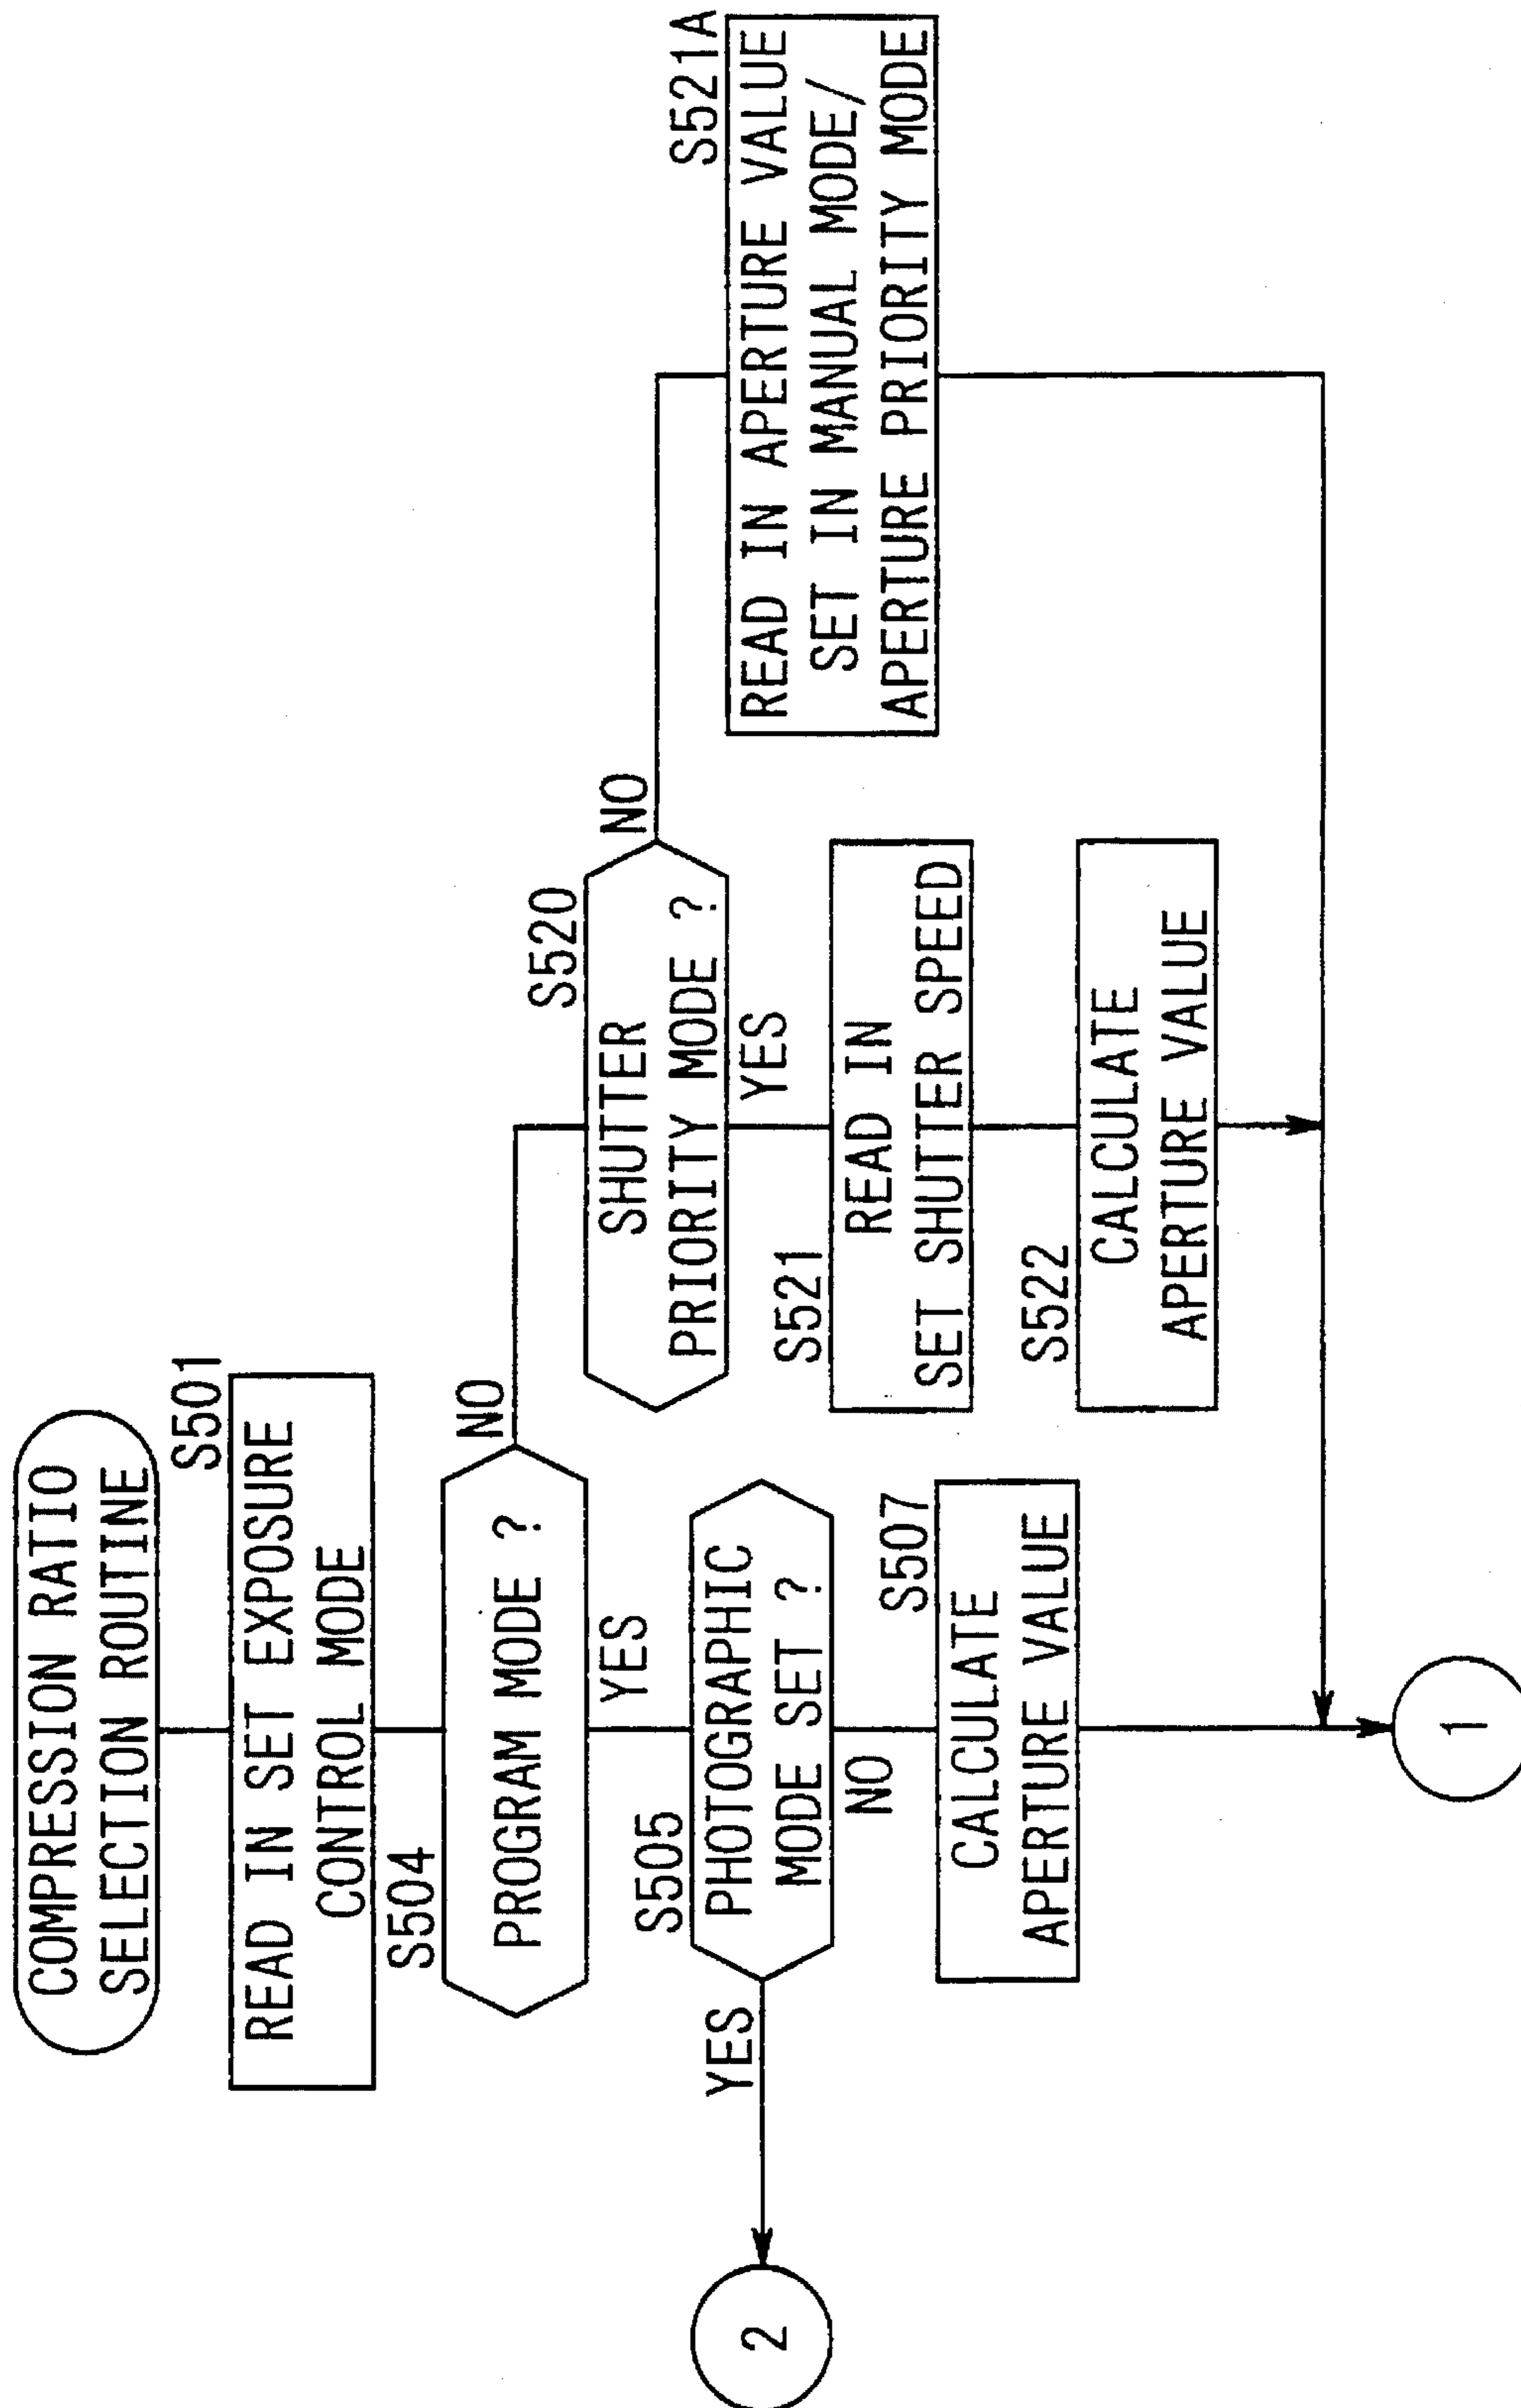 COMPRESSION RATIO
SELECTION ROUTINE
S501
READ IN SET EXPOSURE
CONTROL MODE
S504
PROGRAM MODE ?
NO
YES
S505
PHOTOGRAPHIC
MODE SET ?
YES
2
NO
S507
CALCULATE
APERTURE VALUE
S520
SHUTTER
PRIORITY MODE ?
NO
YES
S521
READ IN
SET SHUTTER SPEED
S522
CALCULATE
APERTURE VALUE
S521A
READ IN APERTURE VALUE
SET IN MANUAL MODE/
APERTURE PRIORITY MODE
1